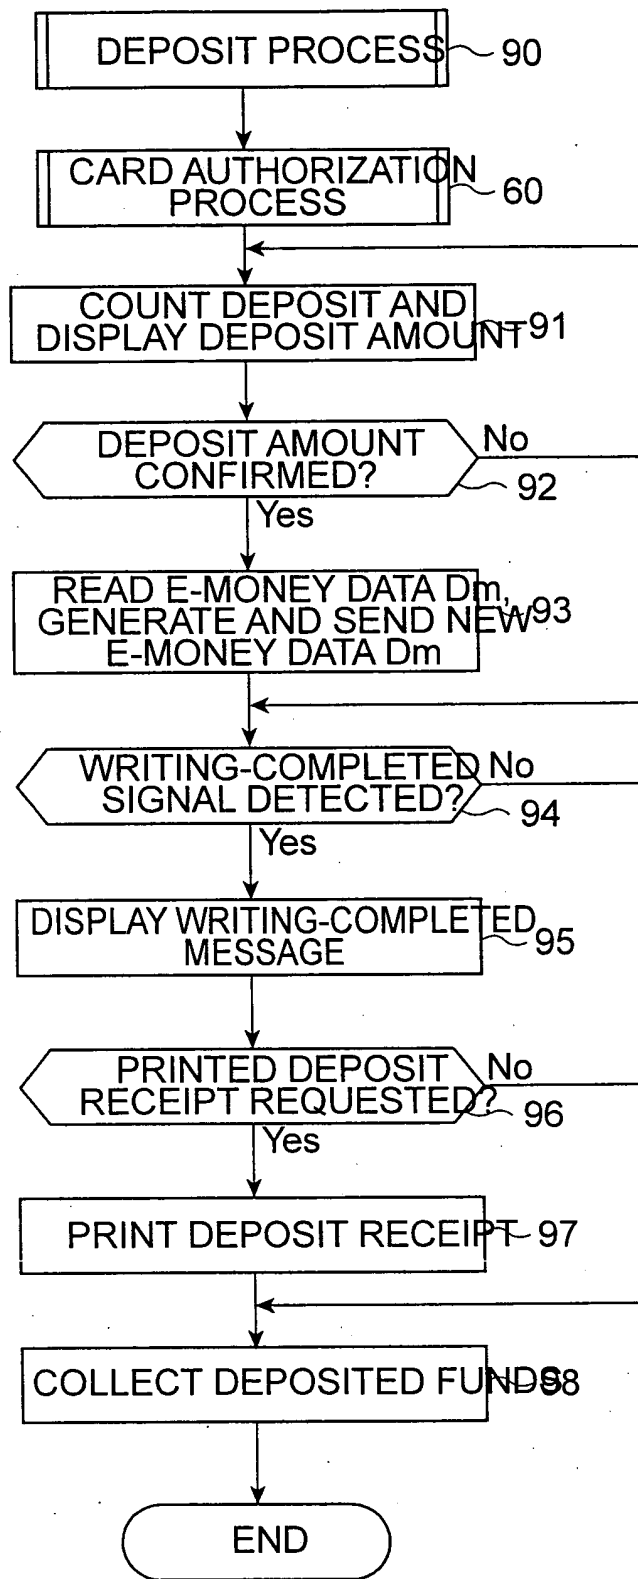 DEPOSIT PROCESS 90
CARD AUTHORIZATION
PROCESS 60
COUNT DEPOSIT AND
DISPLAY DEPOSIT AMOUNT 91
DEPOSIT AMOUNT No
CONFIRMED? 92
Yes
READ E-MONEY DATA Dm,
GENERATE AND SEND NEW 93
E-MONEY DATA Dm
WRITING-COMPLETED No
SIGNAL DETECTED? 94
Yes
DISPLAY WRITING-COMPLETED
MESSAGE 95
PRINTED DEPOSIT No
RECEIPT REQUESTED? 96
Yes
PRINT DEPOSIT RECEIPT 97
COLLECT DEPOSITED FUNDS 98
END